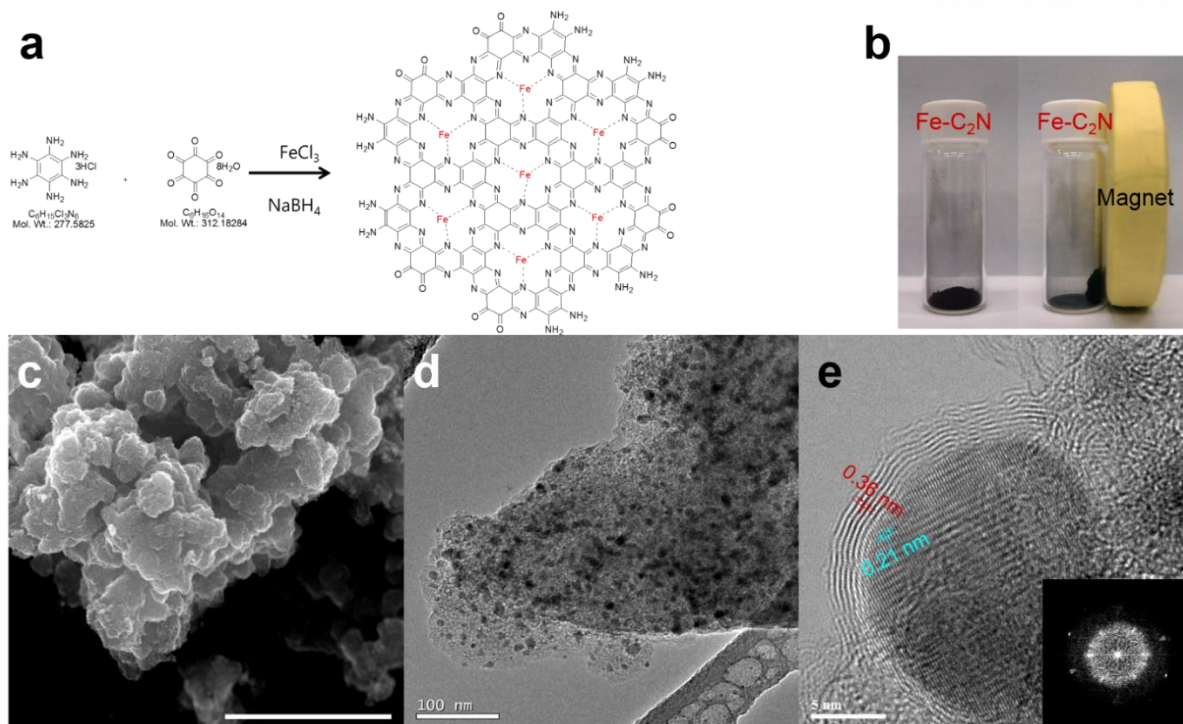 a
NH₂
H₂N NH₂
3HCl
H₂N NH₂
NH₂
C₆H₁₅Cl₃N₆
Mol. Wt.: 277.5825
+
O
O O
8H₂O
O O
O
C₆H₁₆O₁₄
Mol. Wt.: 312.18284
FeCl₃
NaBH₄
Fe
Fe
Fe
Fe
Fe
Fe
Fe
b
Fe-C₂N
Fe-C₂N
Magnet
c
d
100 nm
e
0.36 nm
0.21 nm
5 nm